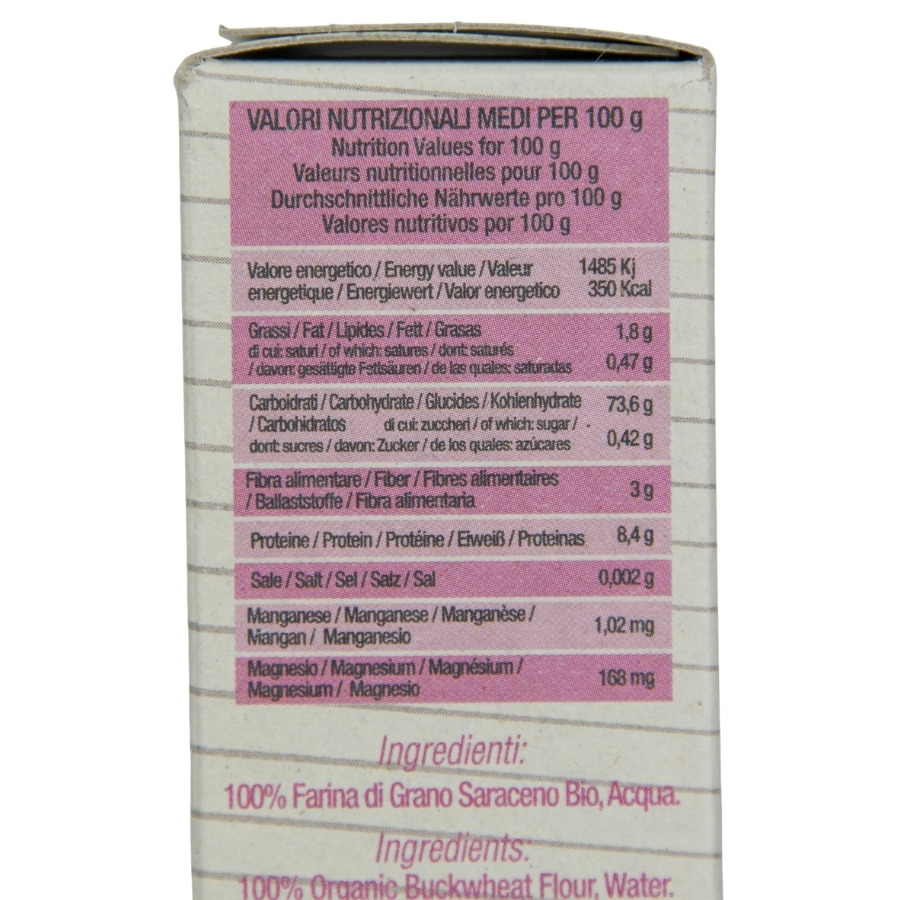 VALORI NUTRIZIONALI MEDI PER 100 g
Nutrition Values for 100 g
Valeurs nutritionnelles pour 100 g
Durchschnittliche Nährwerte pro 100 g
Valores nutritivos por 100 g
Valore energetico / Energy value / Valeur 1485 Kj
energetique / Energiewert / Valor energetico 350 Kcal
Grassi / Fat / Lipides / Fett / Grasas 1,8 g
di cui: saturi / of which: satures / dont: saturés
/ davon: gesättigte Fettsäuren / de las quales: saturadas 0,47 g
Carboidrati / Carbohydrate / Glucides / Kohlenhydrate 73,6 g
/ Carbohidratos di cui: zuccheri / of which: sugar /
dont: sucres / davon: Zucker / de los quales: azúcares 0,42 g
Fibra alimentare / Fiber / Fibres alimentaires
/ Ballaststoffe / Fibra alimentaria 3 g
Proteine / Protein / Protéine / Eiweiß / Proteinas 8,4 g
Sale / Salt / Sel / Salz / Sal 0,002 g
Manganese / Manganese / Manganèse /
Mangan / Manganesio 1,02 mg
Magnesio / Magnesium / Magnésium /
Magnesium / Magnesio 168 mg
Ingredienti:
100% Farina di Grano Saraceno Bio, Acqua.
Ingredients:
100% Organic Buckwheat Flour, Water.